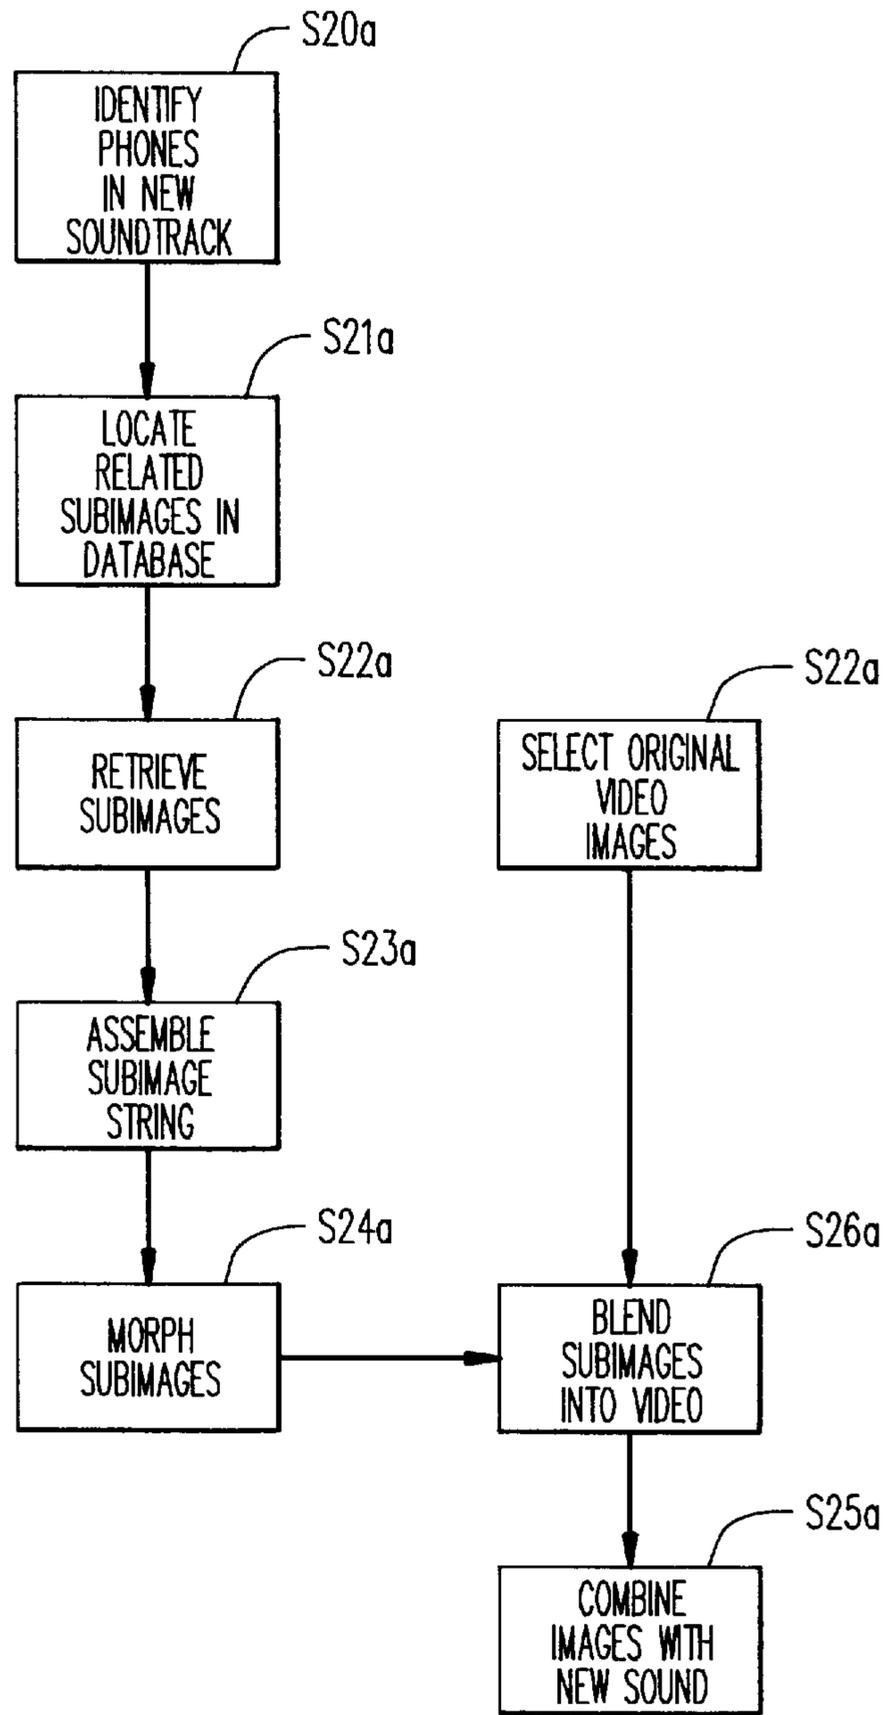 S20a
IDENTIFY
PHONES
IN NEW
SOUNDTRACK
S21a
LOCATE
RELATED
SUBIMAGES IN
DATABASE
S22a
RETRIEVE
SUBIMAGES
S22a
SELECT ORIGINAL
VIDEO
IMAGES
S23a
ASSEMBLE
SUBIMAGE
STRING
S24a
MORPH
SUBIMAGES
S26a
BLEND
SUBIMAGES
INTO VIDEO
S25a
COMBINE
IMAGES WITH
NEW SOUND